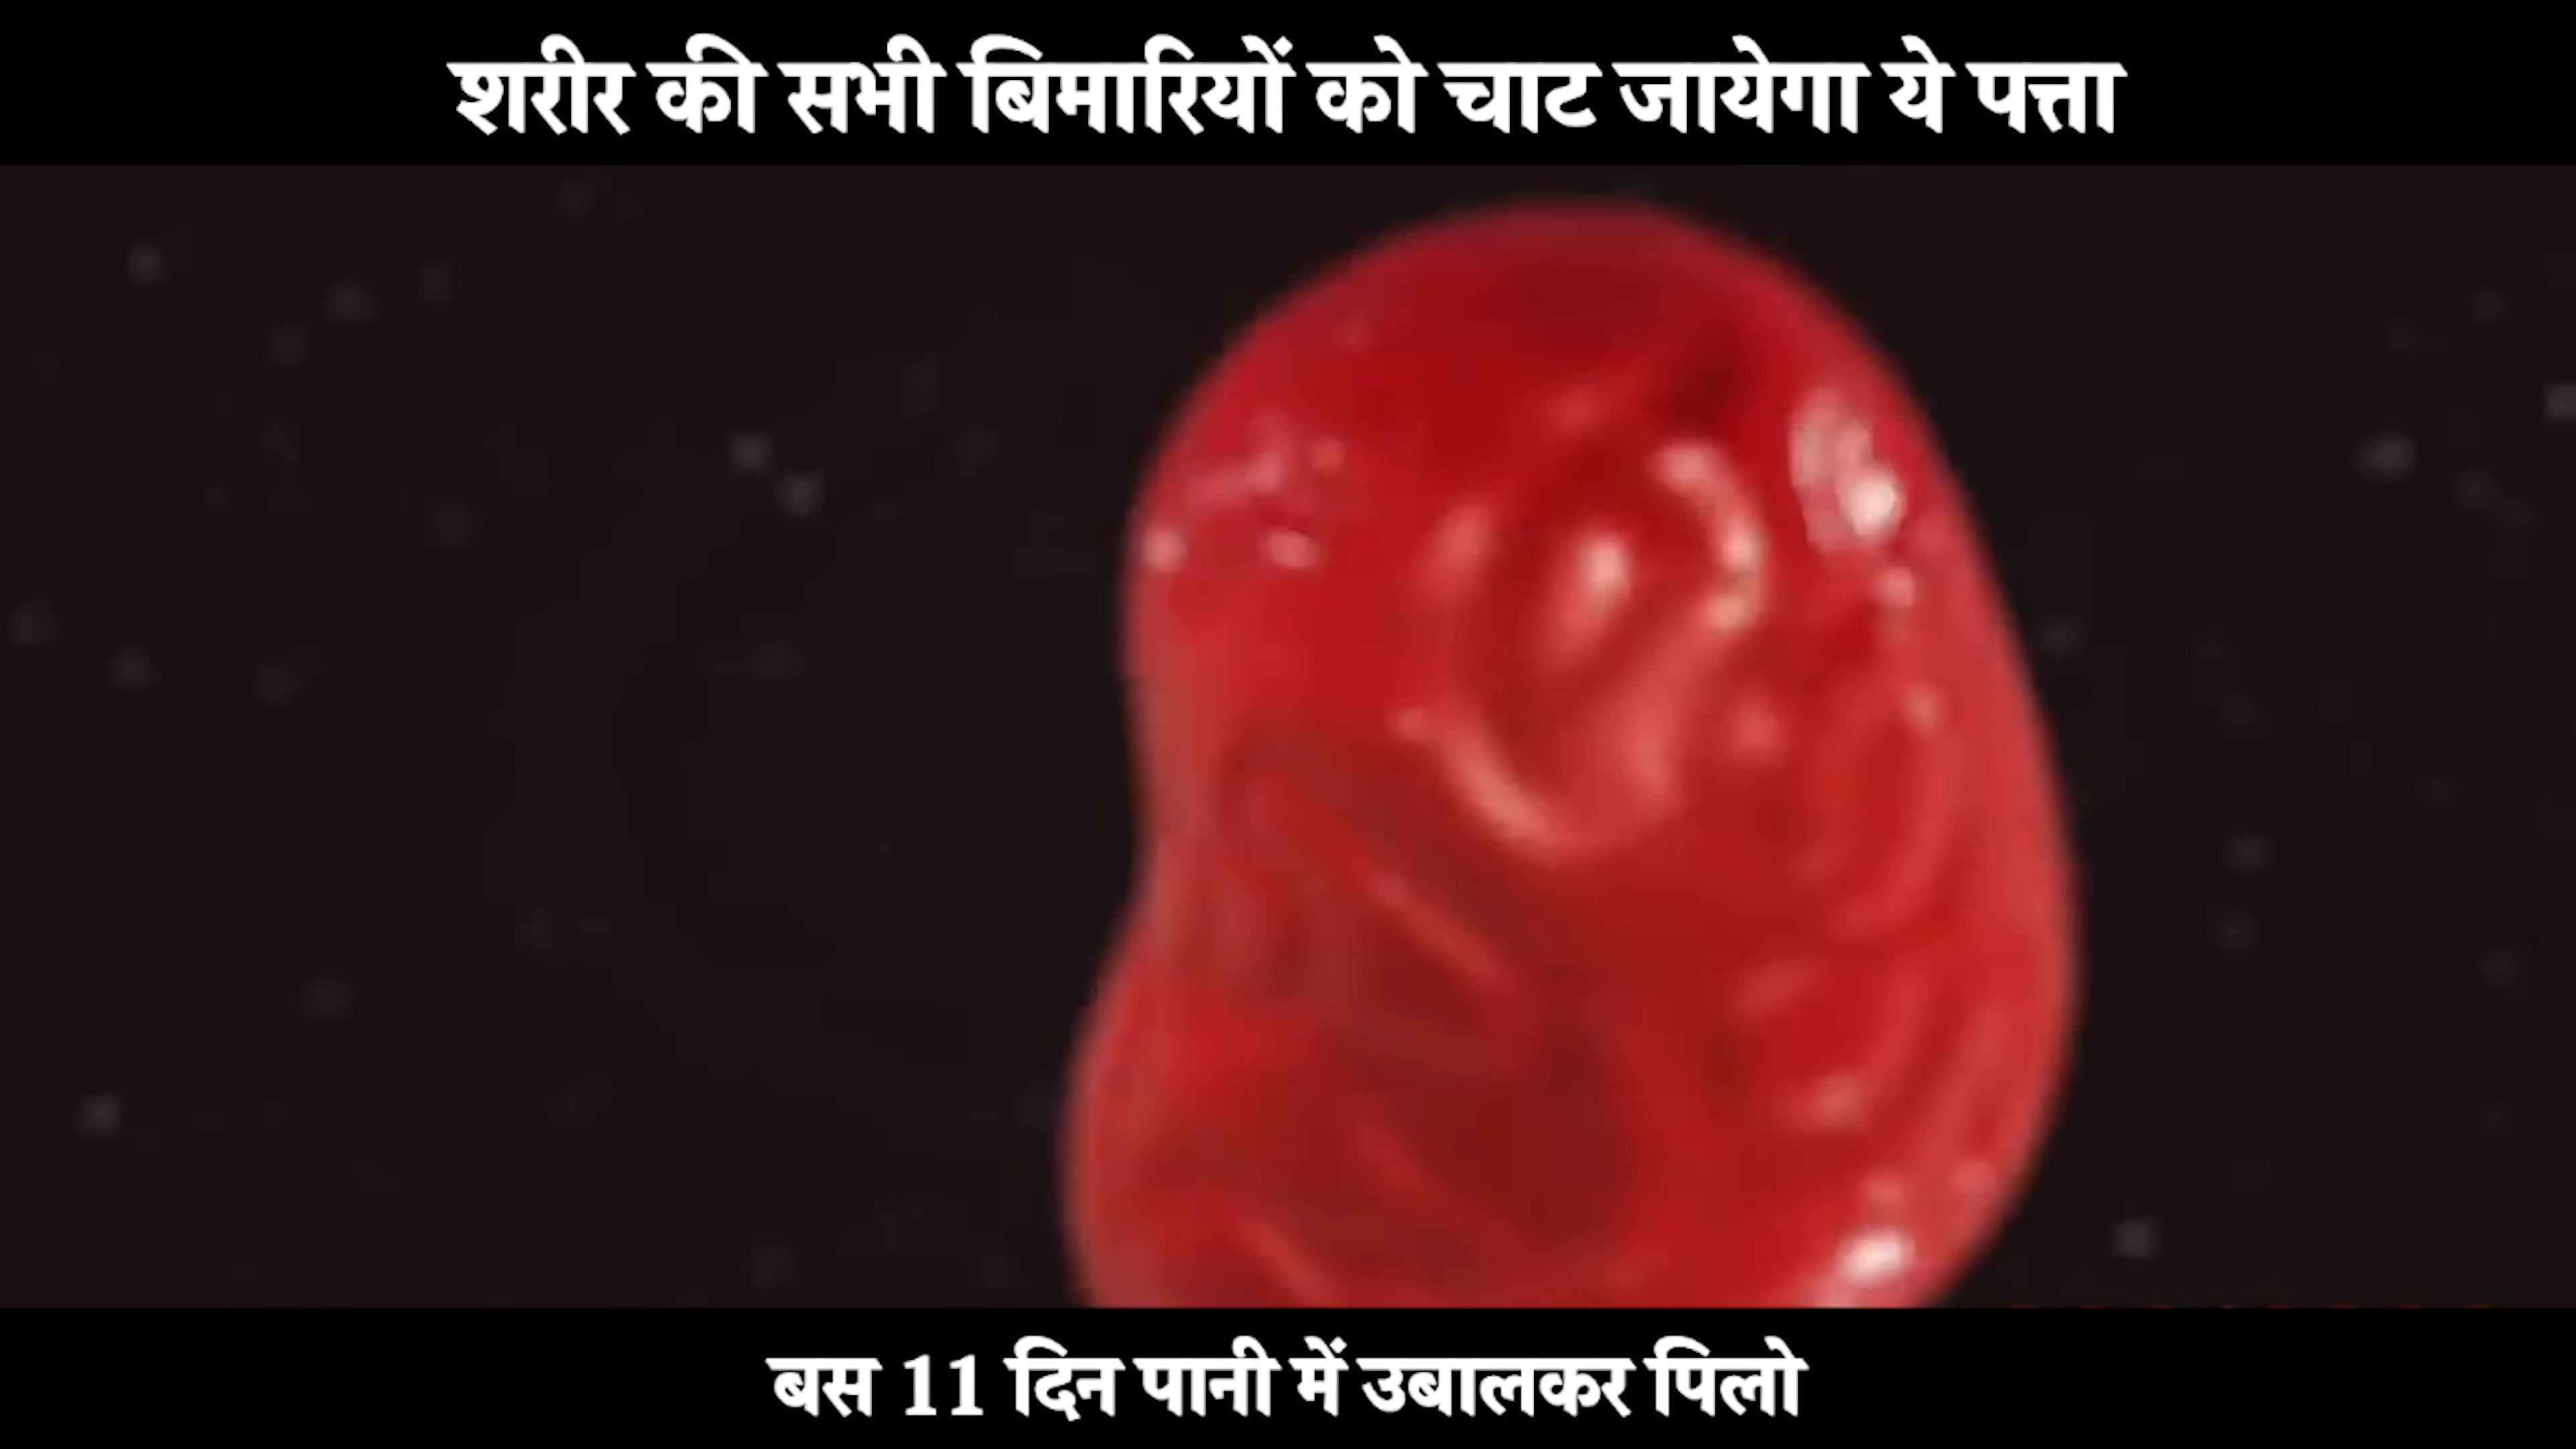 शरीर की सभी बिमारियों को चाट जायेगा ये पत्ता
बस 11 दिन पानी में उबालकर पिलो